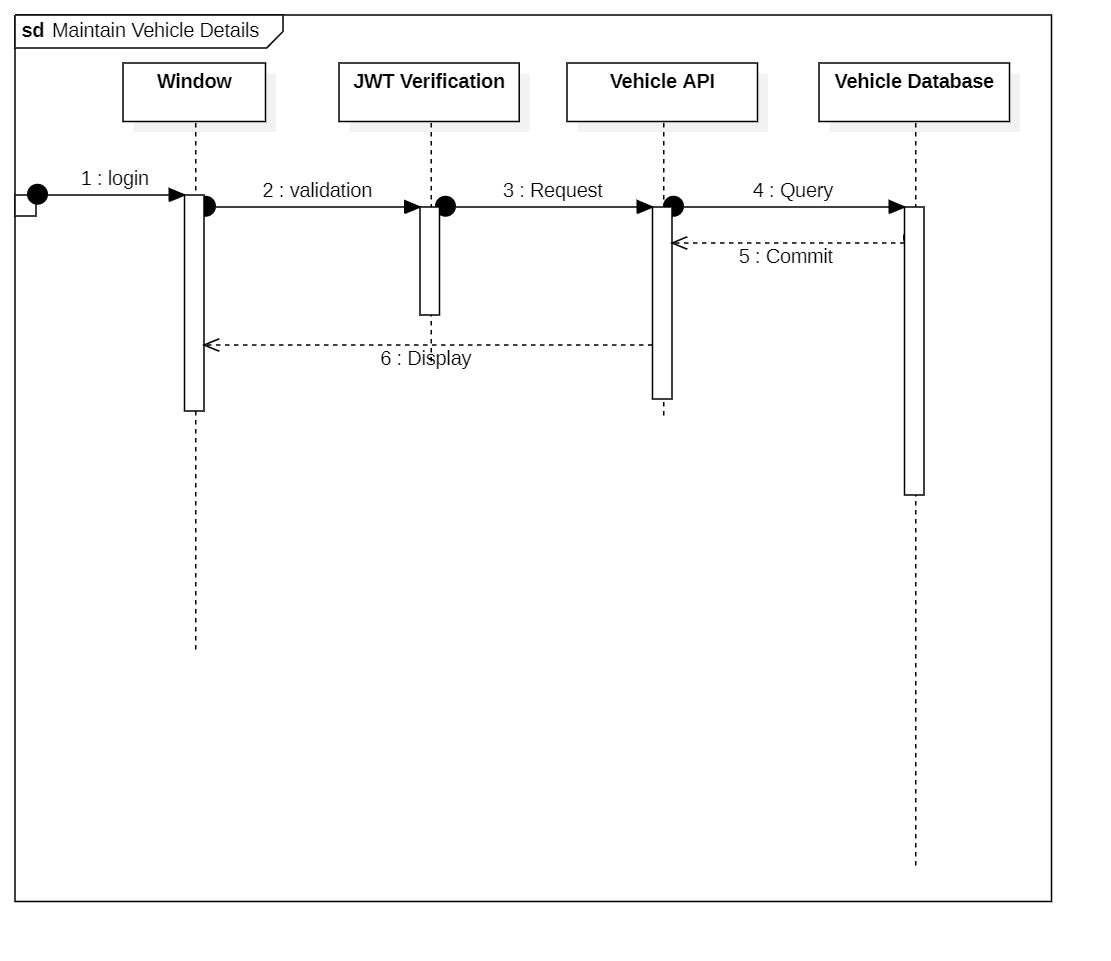 sd Maintain Vehicle Details
Window
JWT Verification
Vehicle API
Vehicle Database
1 : login
2 : validation
3 : Request
4 : Query
5 : Commit
6 : Display